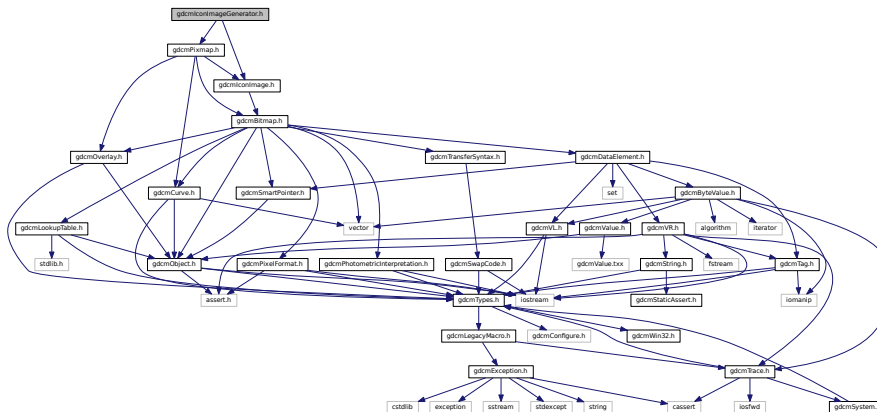 gdcmIconImageGenerator.h
gdcmPixmap.h
gdcmIconImage.h
gdcmBitmap.h
gdcmOverlay.h
gdcmTransferSyntax.h
gdcmDataElement.h
gdcmCurve.h
gdcmSmartPointer.h
set
gdcmByteValue.h
gdcmLookupTable.h
vector
gdcmVL.h
gdcmValue.h
gdcmVR.h
algorithm
iterator
stdlib.h
gdcmObject.h
gdcmPixelFormat.h
gdcmPhotometricInterpretation.h
gdcmSwapCode.h
gdcmValue.txx
gdcmString.h
fstream
gdcmTag.h
assert.h
gdcmTypes.h
iostream
gdcmStaticAssert.h
iomanip
gdcmLegacyMacro.h
gdcmConfigure.h
gdcmWin32.h
gdcmException.h
gdcmTrace.h
cstdlib
exception
sstream
stdexcept
string
cassert
iosfwd
gdcmSystem.